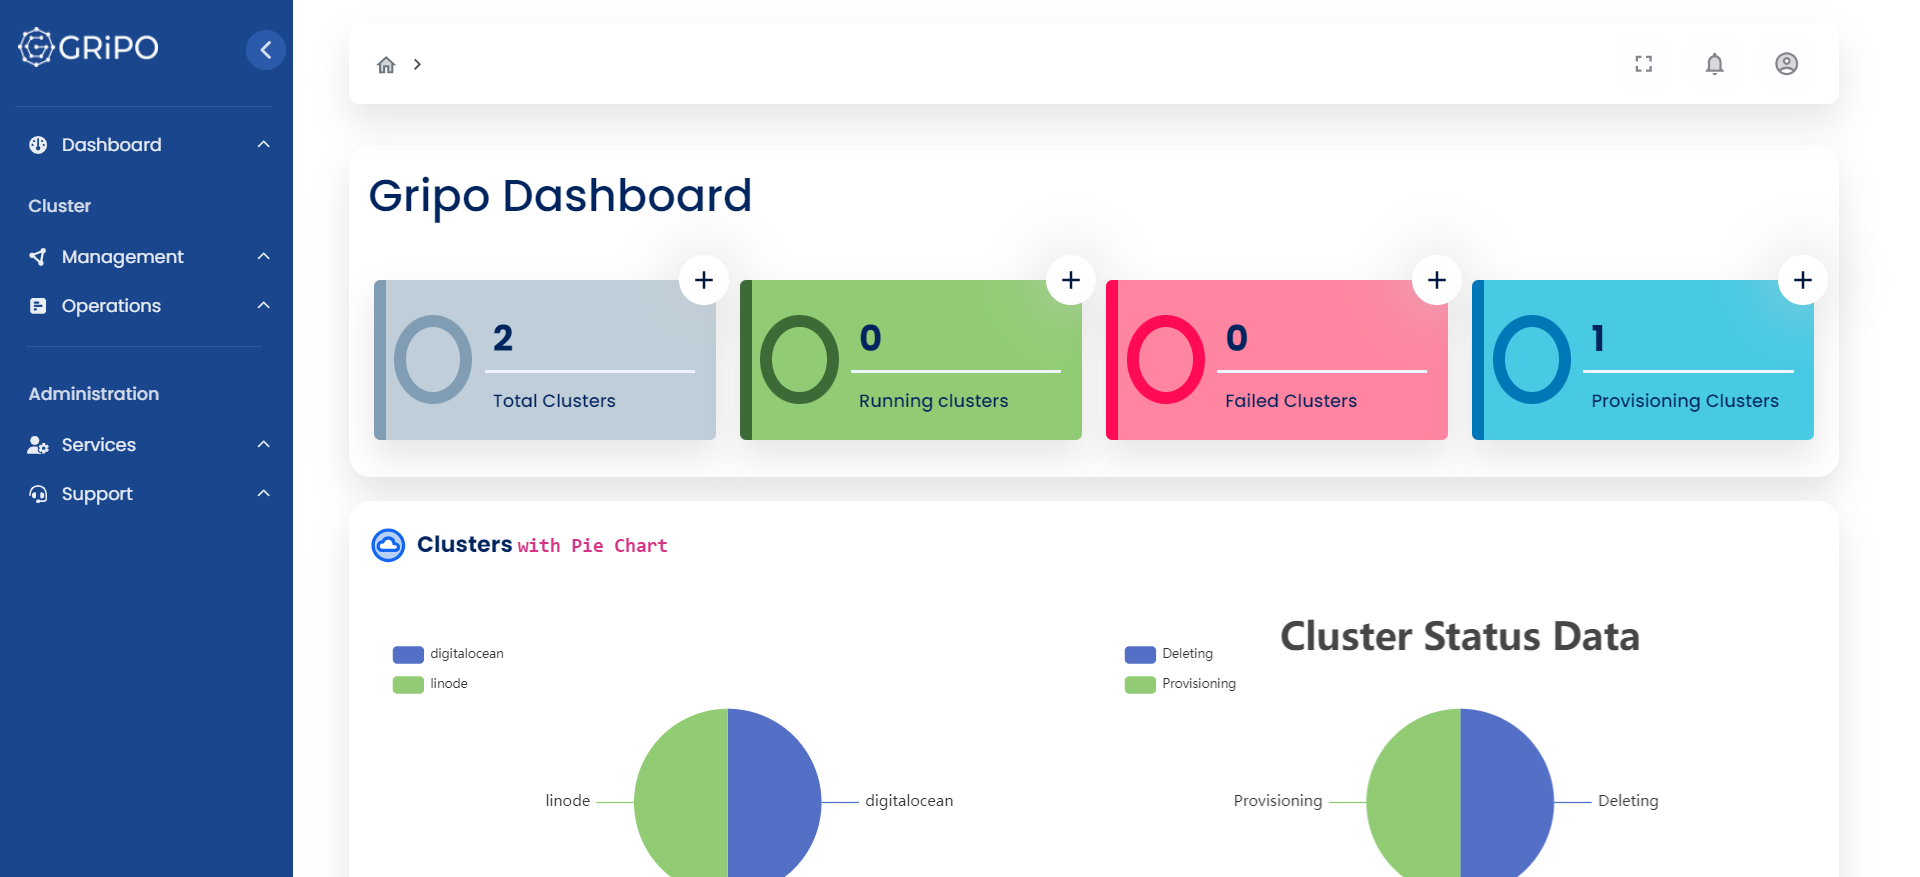 GRiPO
Dashboard
Cluster
Management
Operations
Administration
Services
Support
Gripo Dashboard
2
Total Clusters
0
Running clusters
0
Failed Clusters
1
Provisioning Clusters
Clusters with Pie Chart
digitalocean
linode
linode
digitalocean
Cluster Status Data
Deleting
Provisioning
Provisioning
Deleting